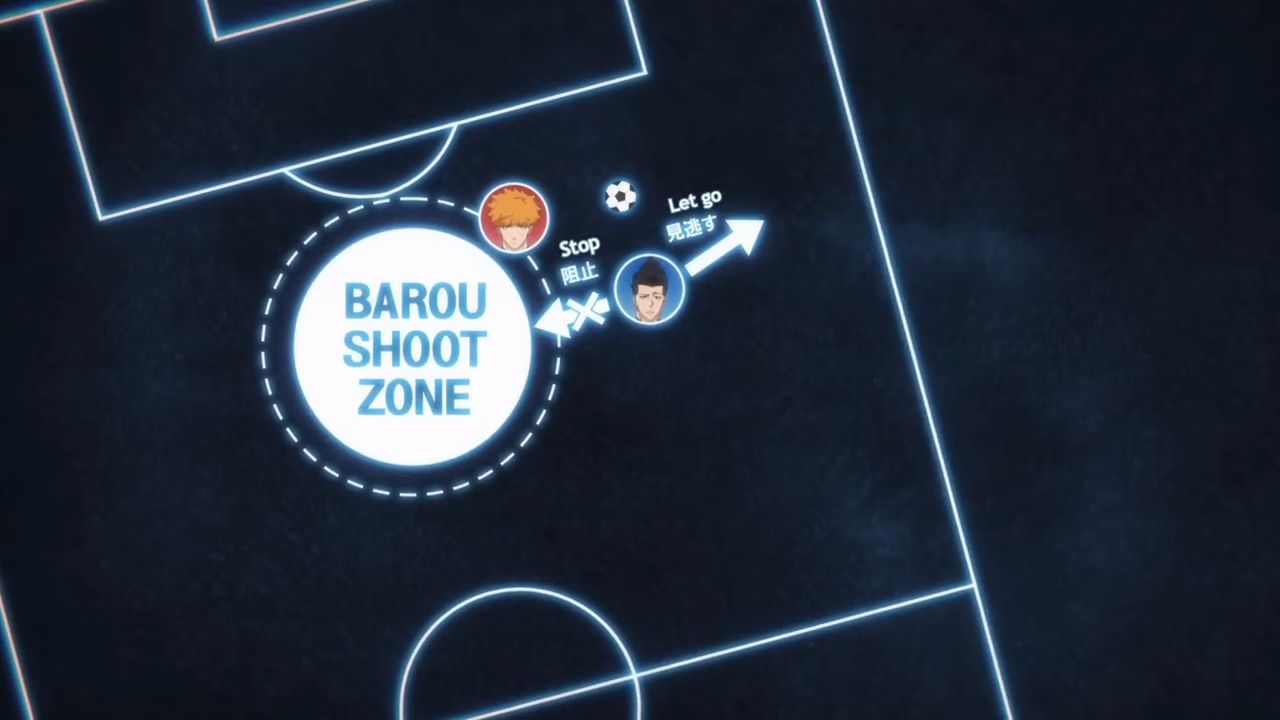 Let go
見逃す
Stop
阻止
BAROU
SHOOT
ZONE